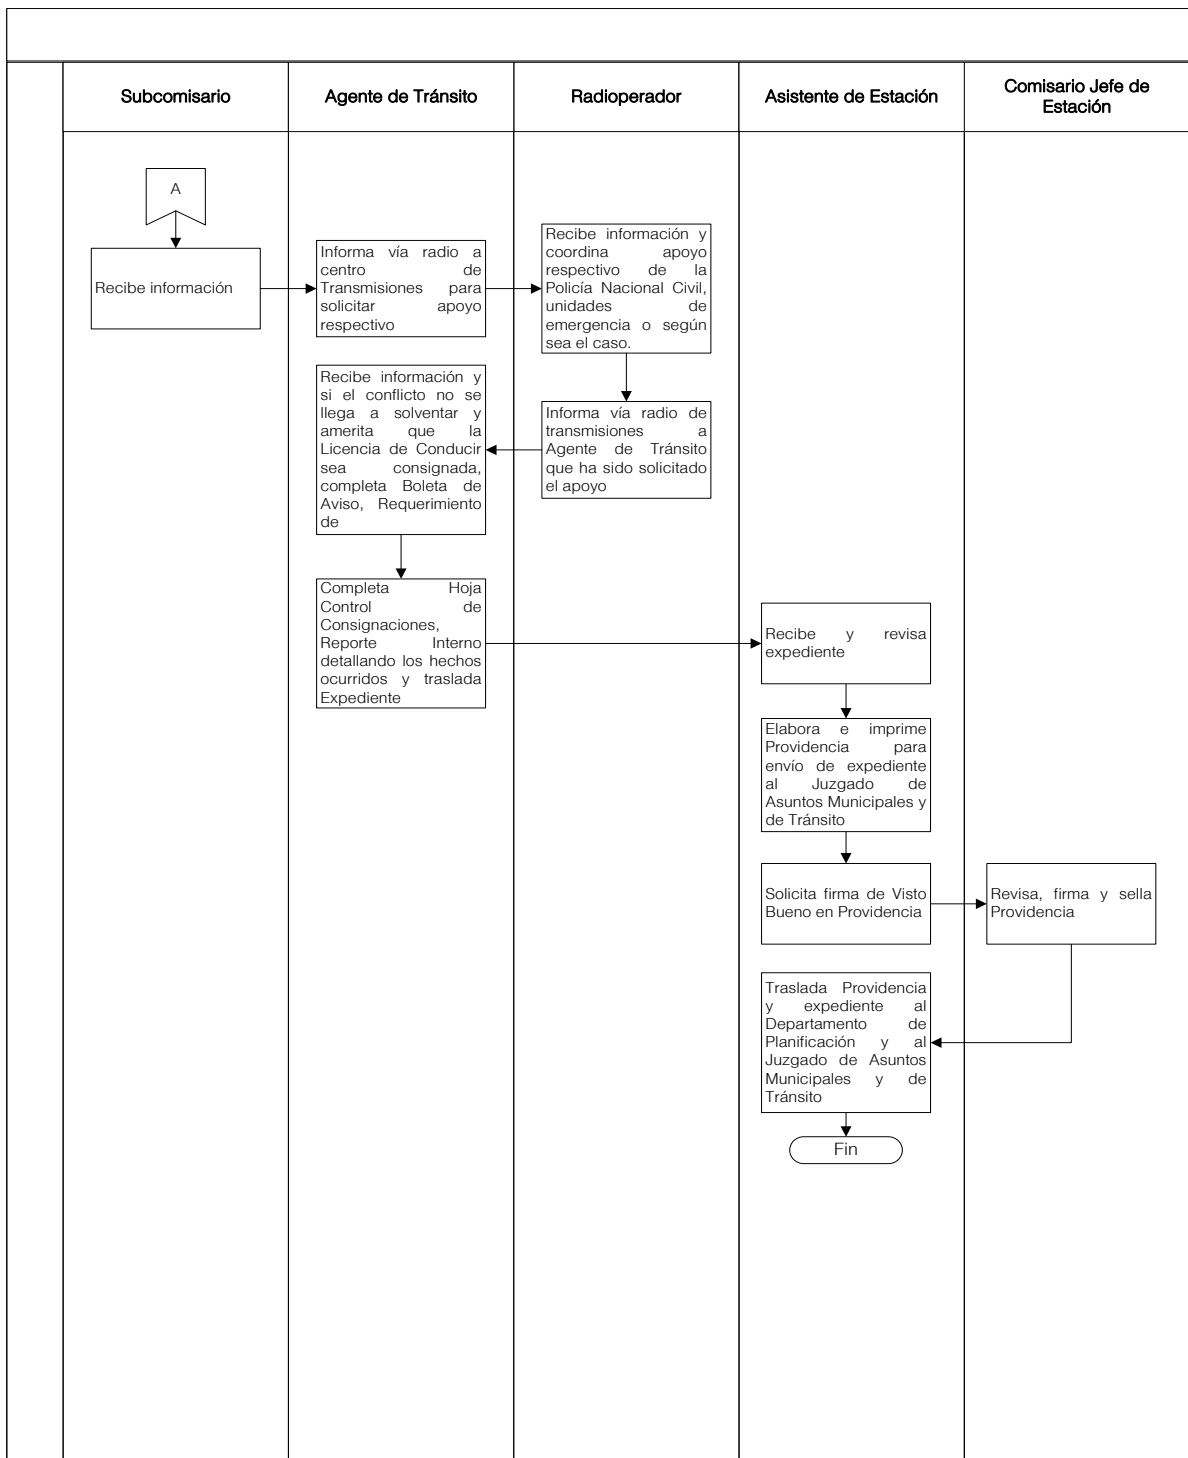 Subcomisario
Agente de Tránsito
Radioperador
Asistente de Estación
Comisario Jefe de
Estación
A
Recibe información
Informa vía radio a
centro de
Transmisiones para
solicitar apoyo
respectivo
Recibe información y
coordina apoyo
respectivo de la
Policía Nacional Civil,
unidades de
emergencia o según
sea el caso.
Informa vía radio de
transmisiones a
Agente de Tránsito
que ha sido solicitado
el apoyo
Recibe información y
si el conflicto no se
llega a solventar y
amerita que la
Licencia de Conducir
sea consignada,
completa Boleta de
Aviso, Requerimiento
de
Completa Hoja
Control de
Consignaciones,
Reporte Interno
detallando los hechos
ocurridos y traslada
Expediente
Recibe y revisa
expediente
Elabora e imprime
Providencia para
envío de expediente
al Juzgado de
Asuntos Municipales y
de Tránsito
Solicita firma de Visto
Bueno en Providencia
Revisa, firma y sella
Providencia
Traslada Providencia
y expediente al
Departamento de
Planificación y al
Juzgado de Asuntos
Municipales y de
Tránsito
Fin